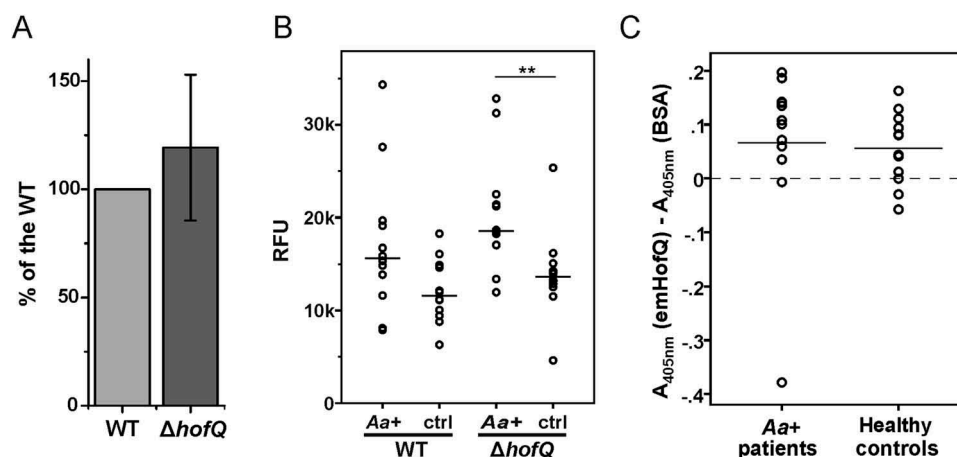 A
% of the WT
150
100
50
0
WT ΔhofQ
B
RFU
30k
20k
10k
0
**
Aa+ ctrl Aa+ ctrl
WT ΔhofQ
C
A405nm (emHofQ) - A405nm (BSA)
.2
.1
0
-.1
-.2
-.3
-.4
Aa+ Healthy
patients controls